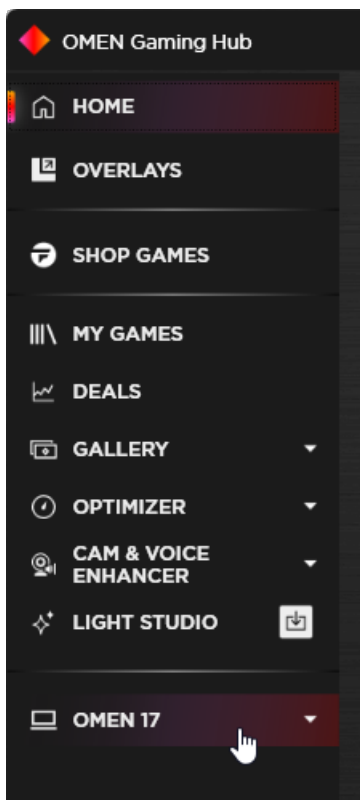 OMEN Gaming Hub
HOME
OVERLAYS
SHOP GAMES
MY GAMES
DEALS
GALLERY
OPTIMIZER
CAM & VOICE
ENHANCER
LIGHT STUDIO
OMEN 17